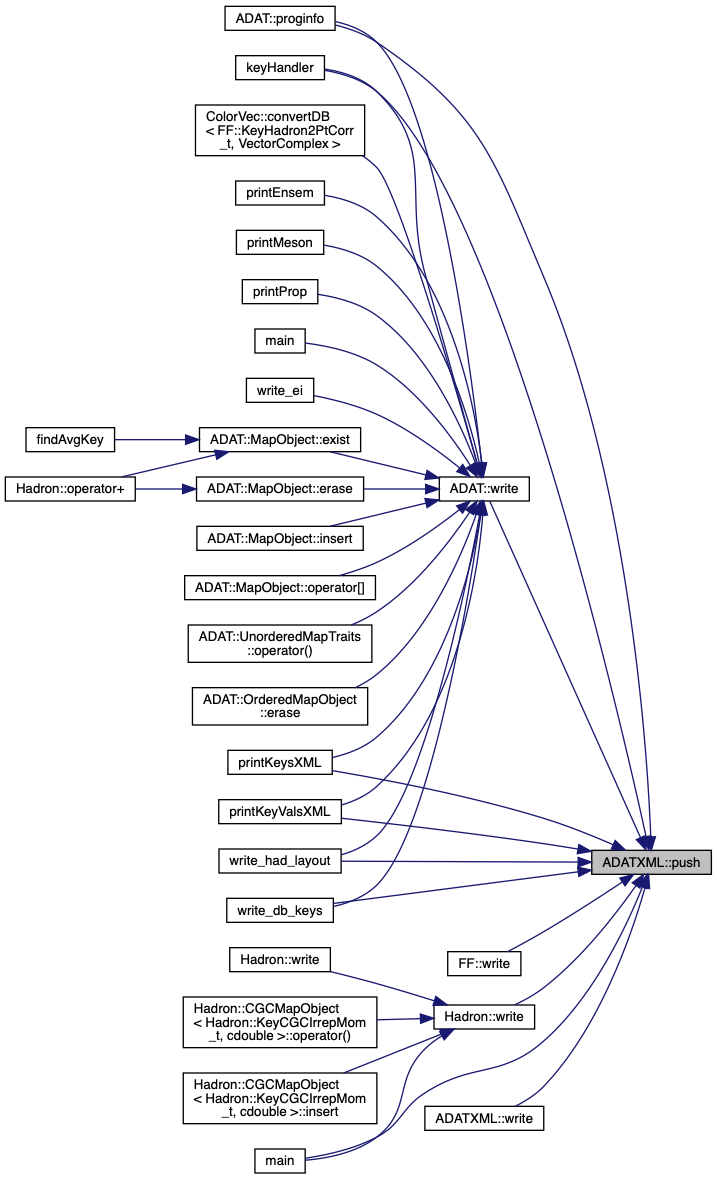 ADAT::proginfo
keyHandler
ColorVec::convertDB
< FF::KeyHadron2PtCorr
_t, VectorComplex >
printEnsem
printMeson
printProp
main
write_ei
findAvgKey
ADAT::MapObject::exist
Hadron::operator+
ADAT::MapObject::erase
ADAT::write
ADAT::MapObject::insert
ADAT::MapObject::operator[]
ADAT::UnorderedMapTraits
::operator()
ADAT::OrderedMapObject
::erase
printKeysXML
printKeyValsXML
write_had_layout
ADATXML::push
write_db_keys
Hadron::write
FF::write
Hadron::CGCMapObject
< Hadron::KeyCGCIrrepMom
_t, cdouble >::operator()
Hadron::write
Hadron::CGCMapObject
< Hadron::KeyCGCIrrepMom
_t, cdouble >::insert
ADATXML::write
main